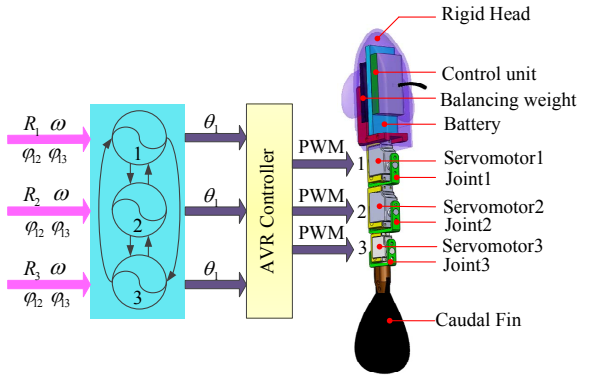 Rigid Head
Control unit
Balancing weight
Battery
R1 ω
φ12 φ13
R2 ω
φ12 φ13
R3 ω
φ12 φ13
1
2
3
θ1
θ1
θ1
AVR Controller
PWM
PWM
PWM
1
2
3
Servomotor1
Joint1
Servomotor2
Joint2
Servomotor3
Joint3
Caudal Fin